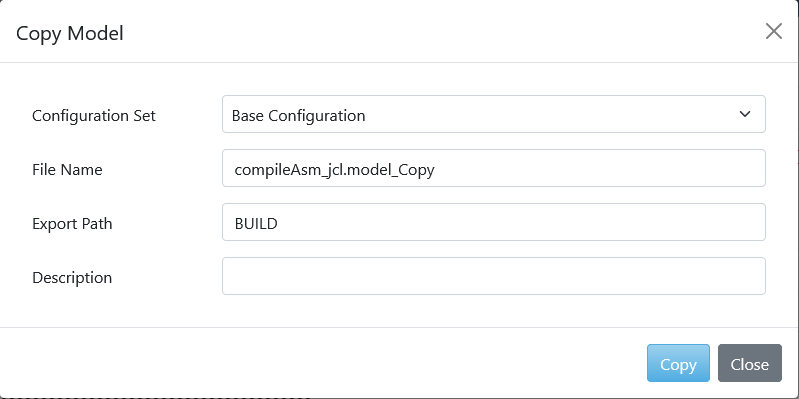 Copy Model
Configuration Set
Base Configuration
File Name
compileAsm_jcl.model_Copy
Export Path
BUILD
Description
Copy
Close